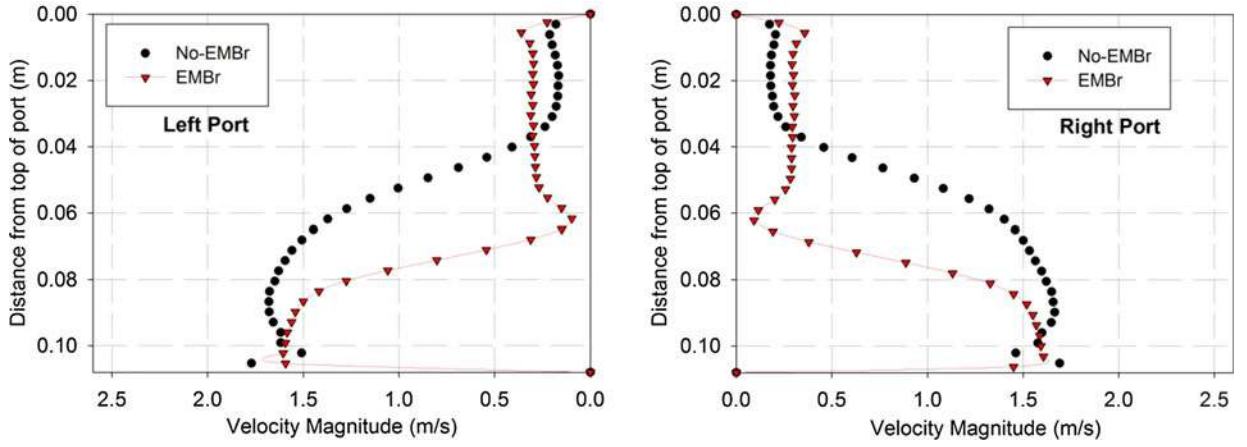 0.00
0.02
0.04
0.06
0.08
0.10
Distance from top of port (m)
No-EMBr
EMBr
Left Port
2.5 2.0 1.5 1.0 0.5 0.0
Velocity Magnitude (m/s)
0.00
0.02
0.04
0.06
0.08
0.10
Distance from top of port (m)
No-EMBr
EMBr
Right Port
0.0 0.5 1.0 1.5 2.0 2.5
Velocity Magnitude (m/s)